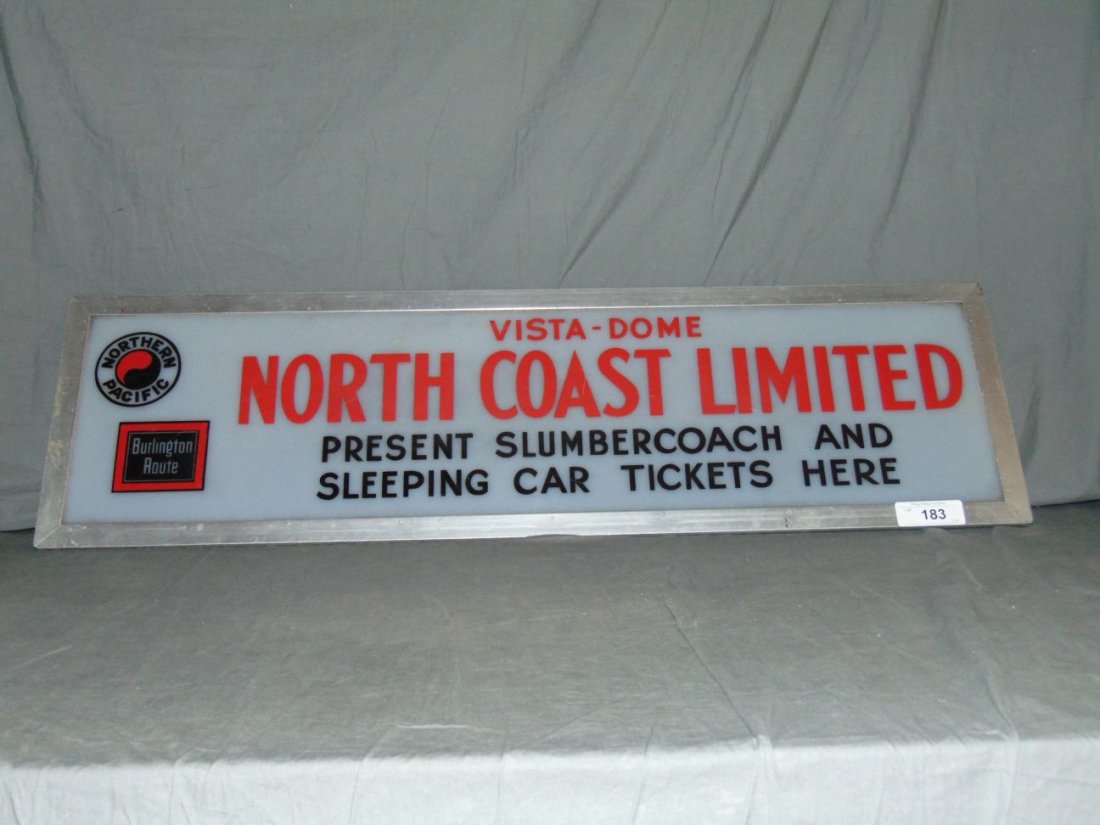 NORTHERN
PACIFIC
Burlington
Route
VISTA-DOME
NORTH COAST LIMITED
PRESENT SLUMBERCOACH AND
SLEEPING CAR TICKETS HERE
183